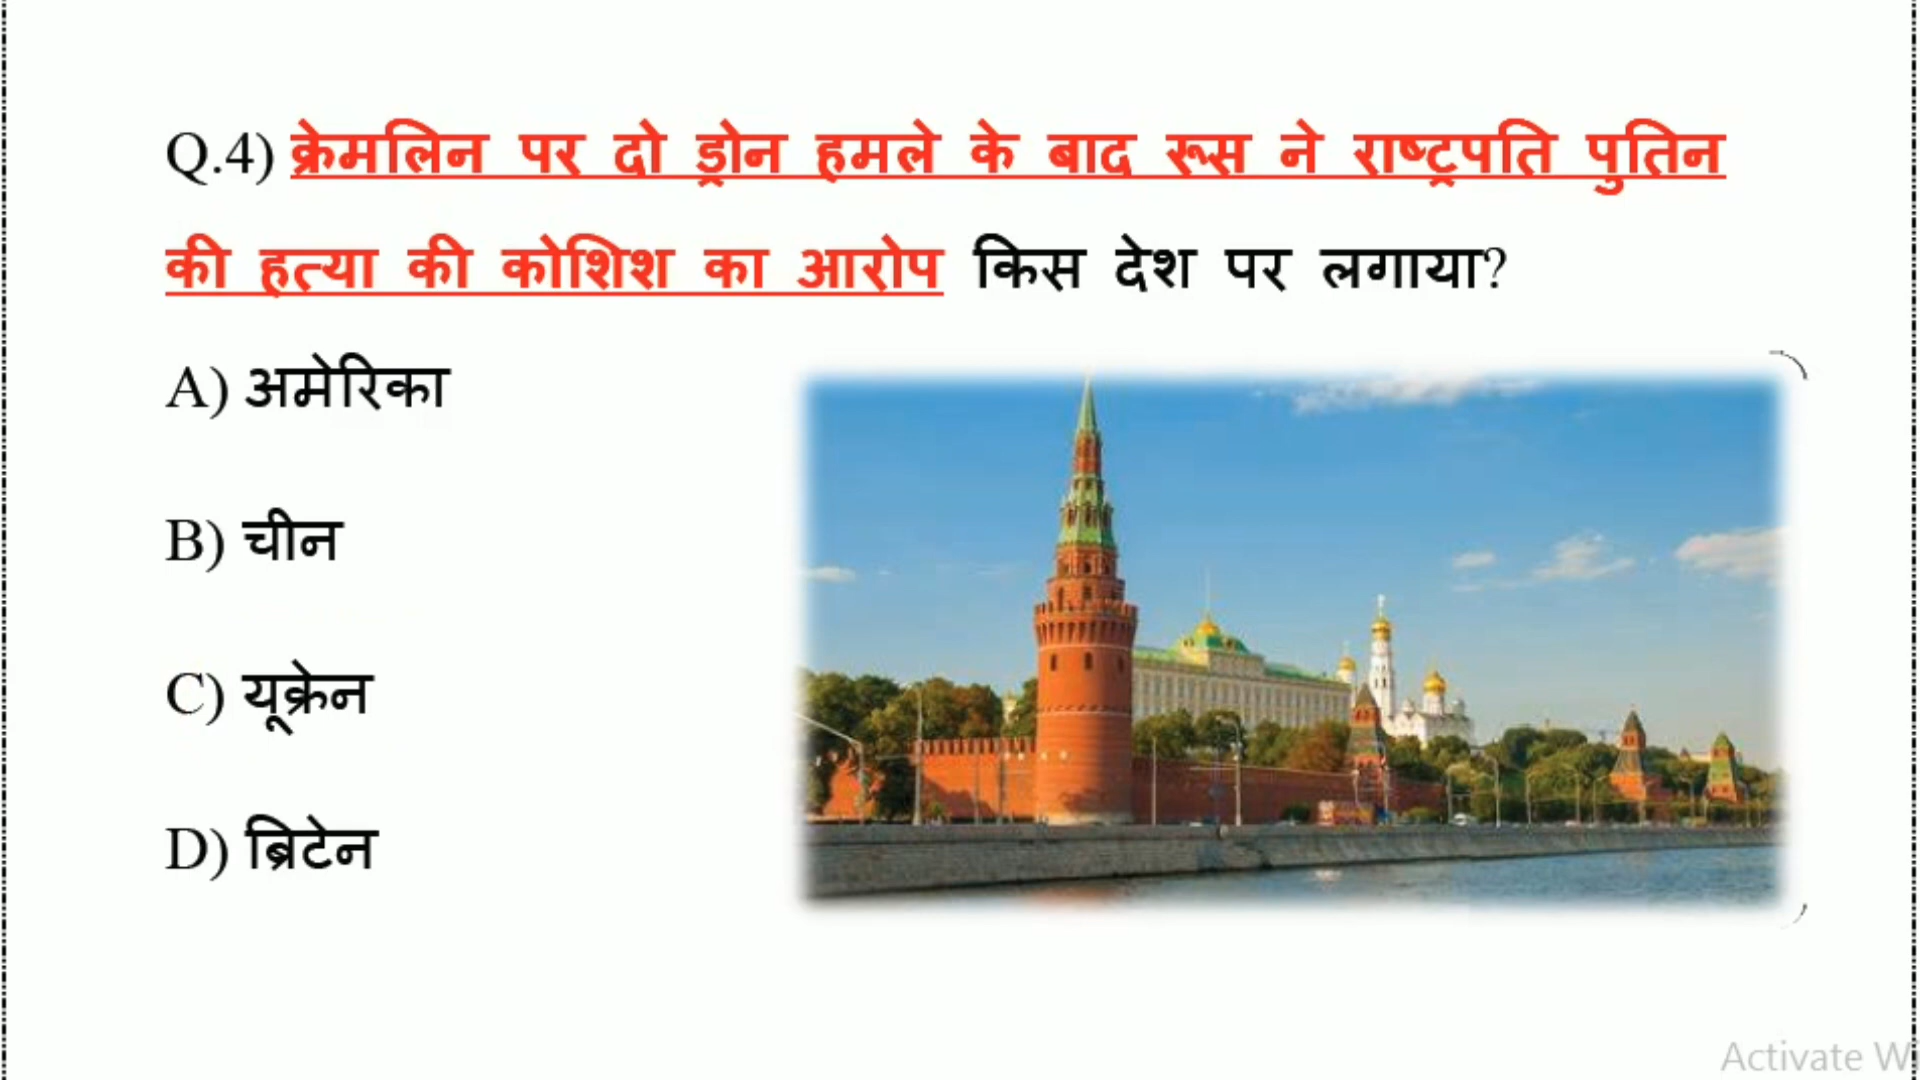 Q.4) क्रेमलिन पर दो ड्रोन हमले के बाद रूस ने राष्ट्रपति पुतिन
की हत्या की कोशिश का आरोप किस देश पर लगाया?
A) अमेरिका
B) चीन
C) यूक्रेन
D) ब्रिटेन
Activate